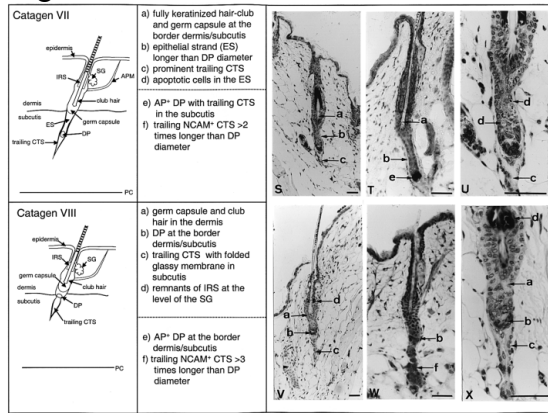 Catagen VII
epidermis
IRS
SG
APM
dermis
subcutis
club hair
germ capsule
ES
DP
trailing CTS
PC
a) fully keratinized hair-club
and germ capsule at the
border dermis/subcutis
b) epithelial strand (ES)
longer than DP diameter
c) prominent trailing CTS
d) apoptotic cells in the ES
e) AP⁺ DP with trailing CTS
in the subcutis
f) trailing NCAM⁺ CTS >2
times longer than DP
diameter
a
b
c
S
a
b
e
T
d
d
c
U
Catagen VIII
epidermis
IRS
SG
germ capsule
club hair
dermis
subcutis
DP
trailing CTS
PC
a) germ capsule and club
hair in the dermis
b) DP at the border
dermis/subcutis
c) trailing CTS with folded
glassy membrane in
subcutis
d) remnants of IRS at the
level of the SG
e) AP⁺ DP at the border
dermis/subcutis
f) trailing NCAM⁺ CTS >3
times longer than DP
diameter
d
a
b
c
V
b
f
W
d
a
b
c
X